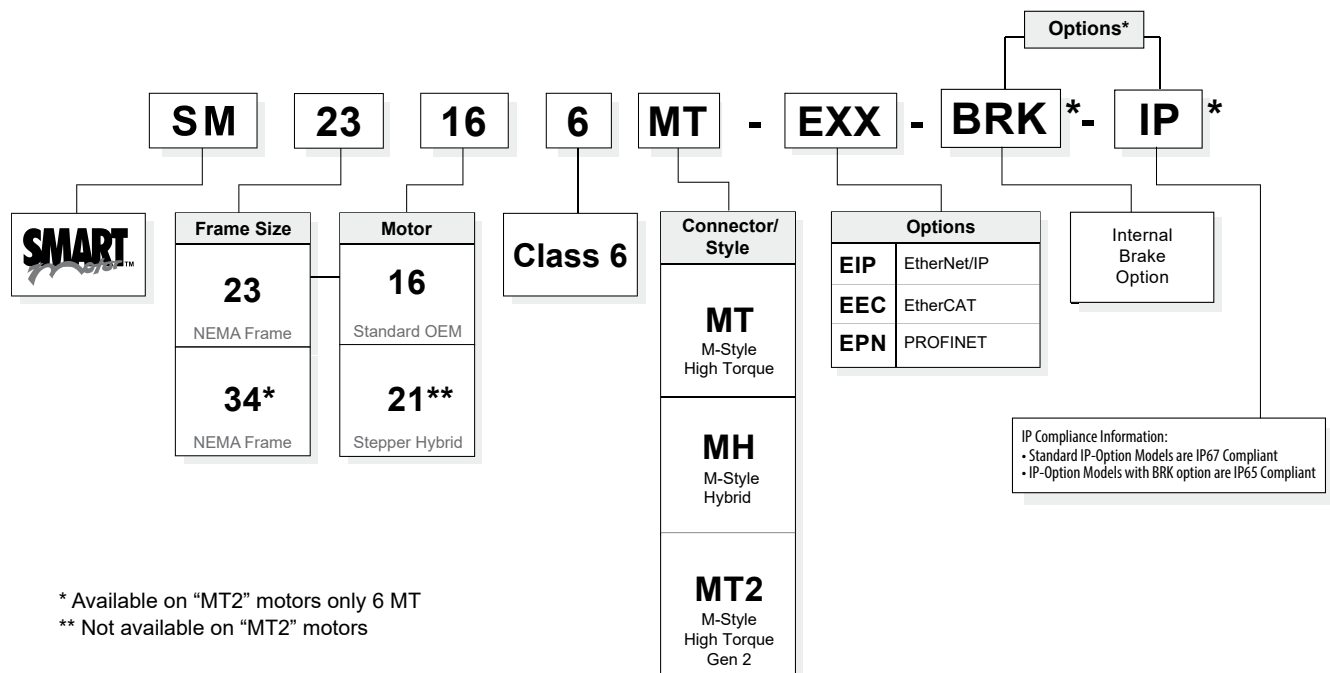 Options*
SM 23 16 6 MT - EXX - BRK *- IP *
SMART
Motor™
Frame Size
23
NEMA Frame
34*
NEMA Frame
Motor
16
Standard OEM
21**
Stepper Hybrid
Class 6
Connector/
Style
MT
M-Style
High Torque
MH
M-Style
Hybrid
MT2
M-Style
High Torque
Gen 2
Options
EIP EtherNet/IP
EEC EtherCAT
EPN PROFINET
Internal
Brake
Option
IP Compliance Information:
• Standard IP-Option Models are IP67 Compliant
• IP-Option Models with BRK option are IP65 Compliant
* Available on “MT2” motors only 6 MT
** Not available on “MT2” motors